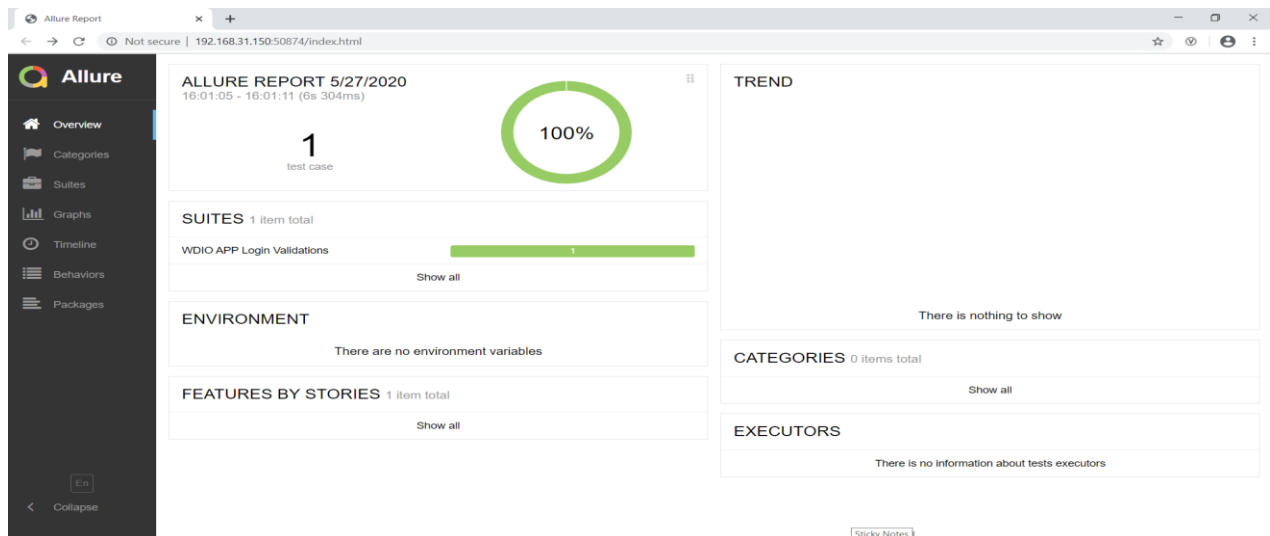 Allure Report
Not secure | 192.168.31.150:50874/index.html
Allure
Overview
Categories
Suites
Graphs
Timeline
Behaviors
Packages
En
Collapse
ALLURE REPORT 5/27/2020
16:01:05 - 16:01:11 (6s 304ms)
1
test case
100%
SUITES 1 item total
WDIO APP Login Validations
1
Show all
ENVIRONMENT
There are no environment variables
FEATURES BY STORIES 1 item total
Show all
TREND
There is nothing to show
CATEGORIES 0 items total
Show all
EXECUTORS
There is no information about tests executors
Sticky Notes